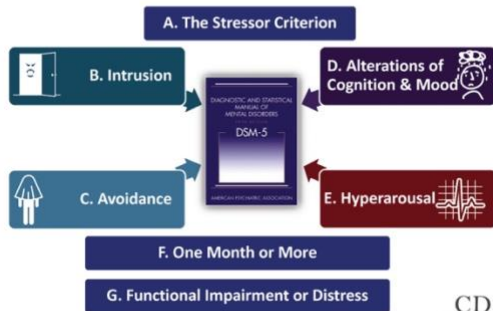 A. The Stressor Criterion
B. Intrusion
D. Alterations of
Cognition & Mood
DIAGNOSTIC AND STATISTICAL
MANUAL OF
MENTAL DISORDERS
DSM-5
AMERICAN PSYCHIATRIC ASSOCIATION
C. Avoidance
E. Hyperarousal
F. One Month or More
G. Functional Impairment or Distress
CD